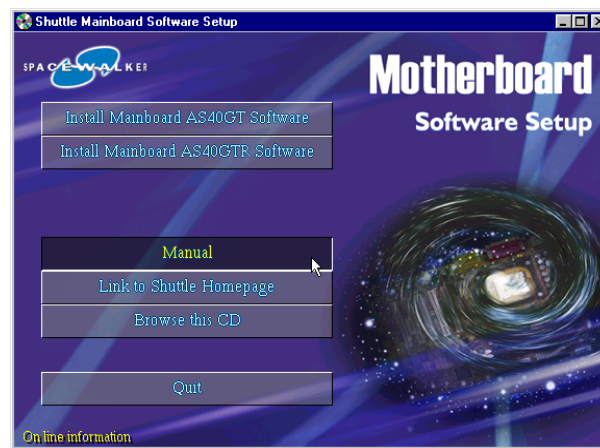 Shuttle Mainboard Software Setup
SPACEWALKER
Motherboard
Software Setup
Install Mainboard AS40GT Software
Install Mainboard AS40GTR Software
Manual
Link to Shuttle Homepage
Browse this CD
Quit
On line information